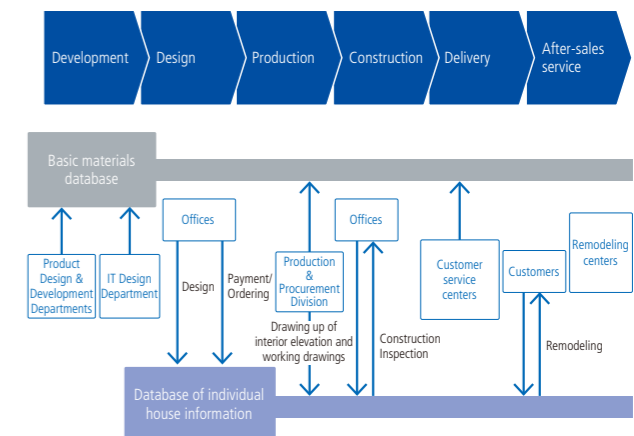 Development
Design
Production
Construction
Delivery
After-sales
service
Basic materials
database
Offices
Offices
Product
Design &
Development
Departments
IT Design
Department
Design
Payment/
Ordering
Production
&
Procurement
Division
Customer
service
centers
Customers
Remodeling
centers
Drawing up of
interior elevation and
working drawings
Construction
Inspection
Remodeling
Database of individual
house information